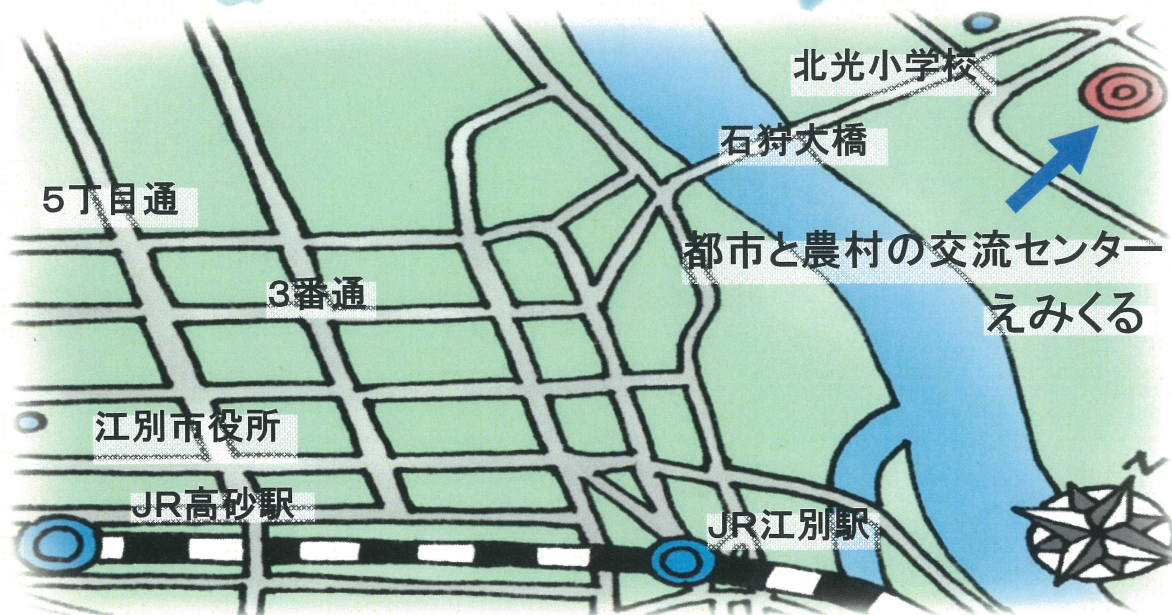 北光小学校
石狩大橋
5丁目通
都市と農村の交流センター
えみくる
3番通
江別市役所
JR高砂駅
JR江別駅
N